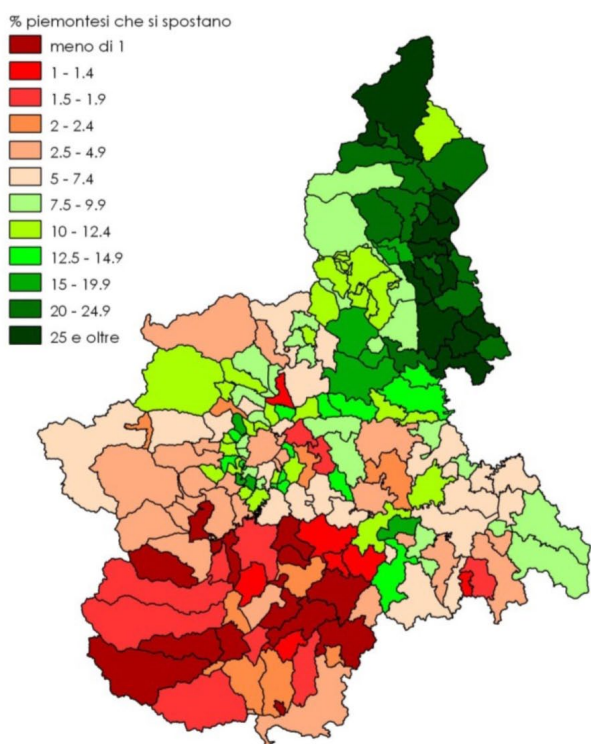 % piemontesi che si spostano
meno di 1
1 - 1.4
1.5 - 1.9
2 - 2.4
2.5 - 4.9
5 - 7.4
7.5 - 9.9
10 - 12.4
12.5 - 14.9
15 - 19.9
20 - 24.9
25 e oltre